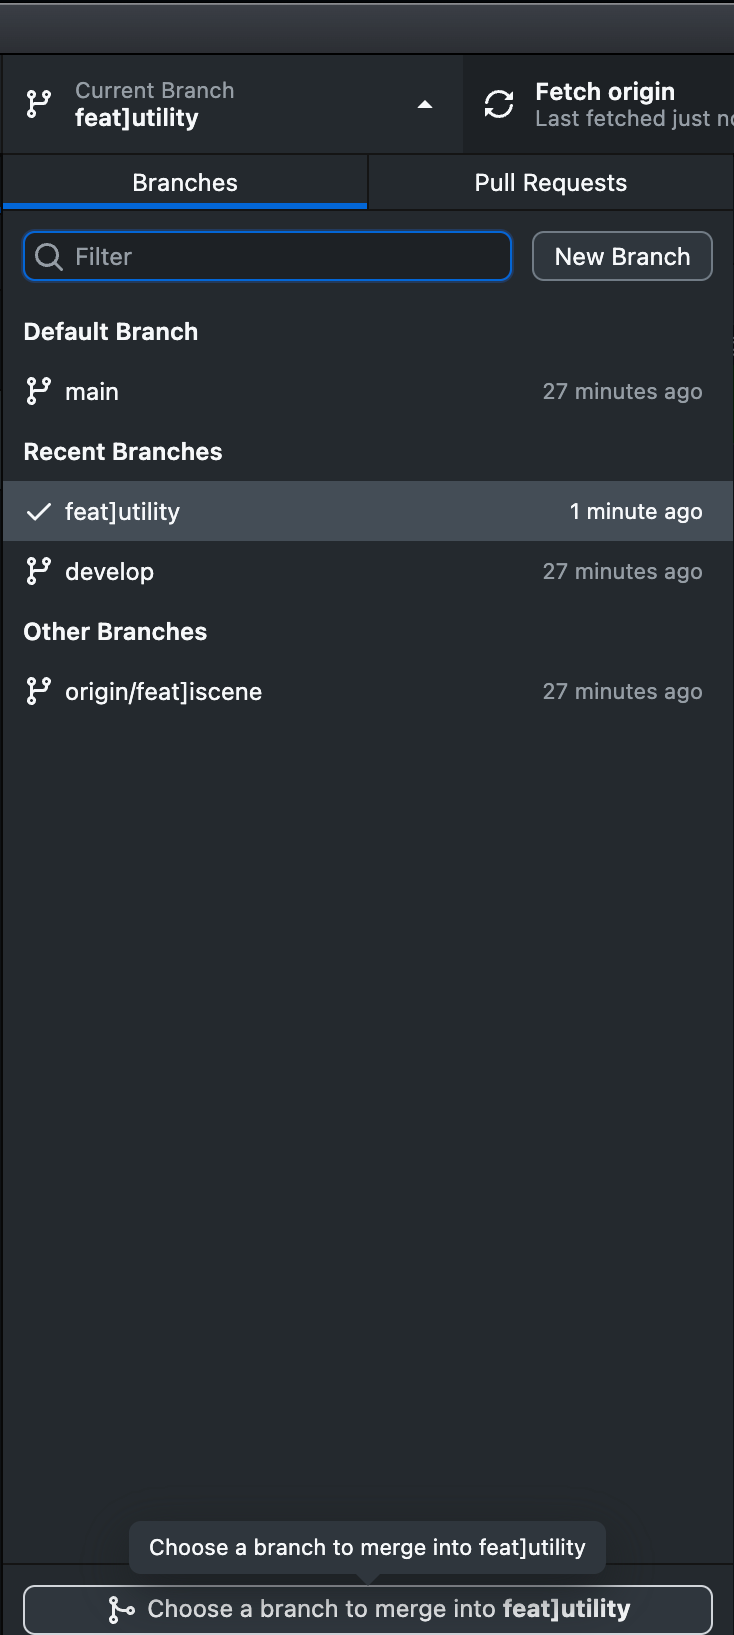 Current Branch
feat]utility
Fetch origin
Last fetched just
Branches
Pull Requests
Filter
New Branch
Default Branch
main
27 minutes ago
Recent Branches
feat]utility
1 minute ago
develop
27 minutes ago
Other Branches
origin/feat]iscene
27 minutes ago
Choose a branch to merge into feat]utility
Choose a branch to merge into feat]utility